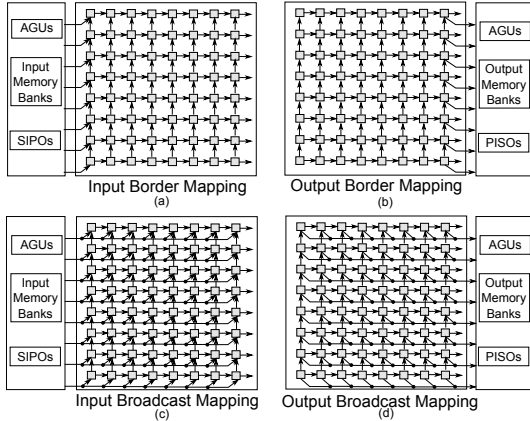 AGUs
Input
Memory
Banks
SIPOs
Input Border Mapping
(a)
AGUs
Output
Memory
Banks
PISOs
Output Border Mapping
(b)
AGUs
Input
Memory
Banks
SIPOs
Input Broadcast Mapping
(c)
AGUs
Output
Memory
Banks
PISOs
Output Broadcast Mapping
(d)